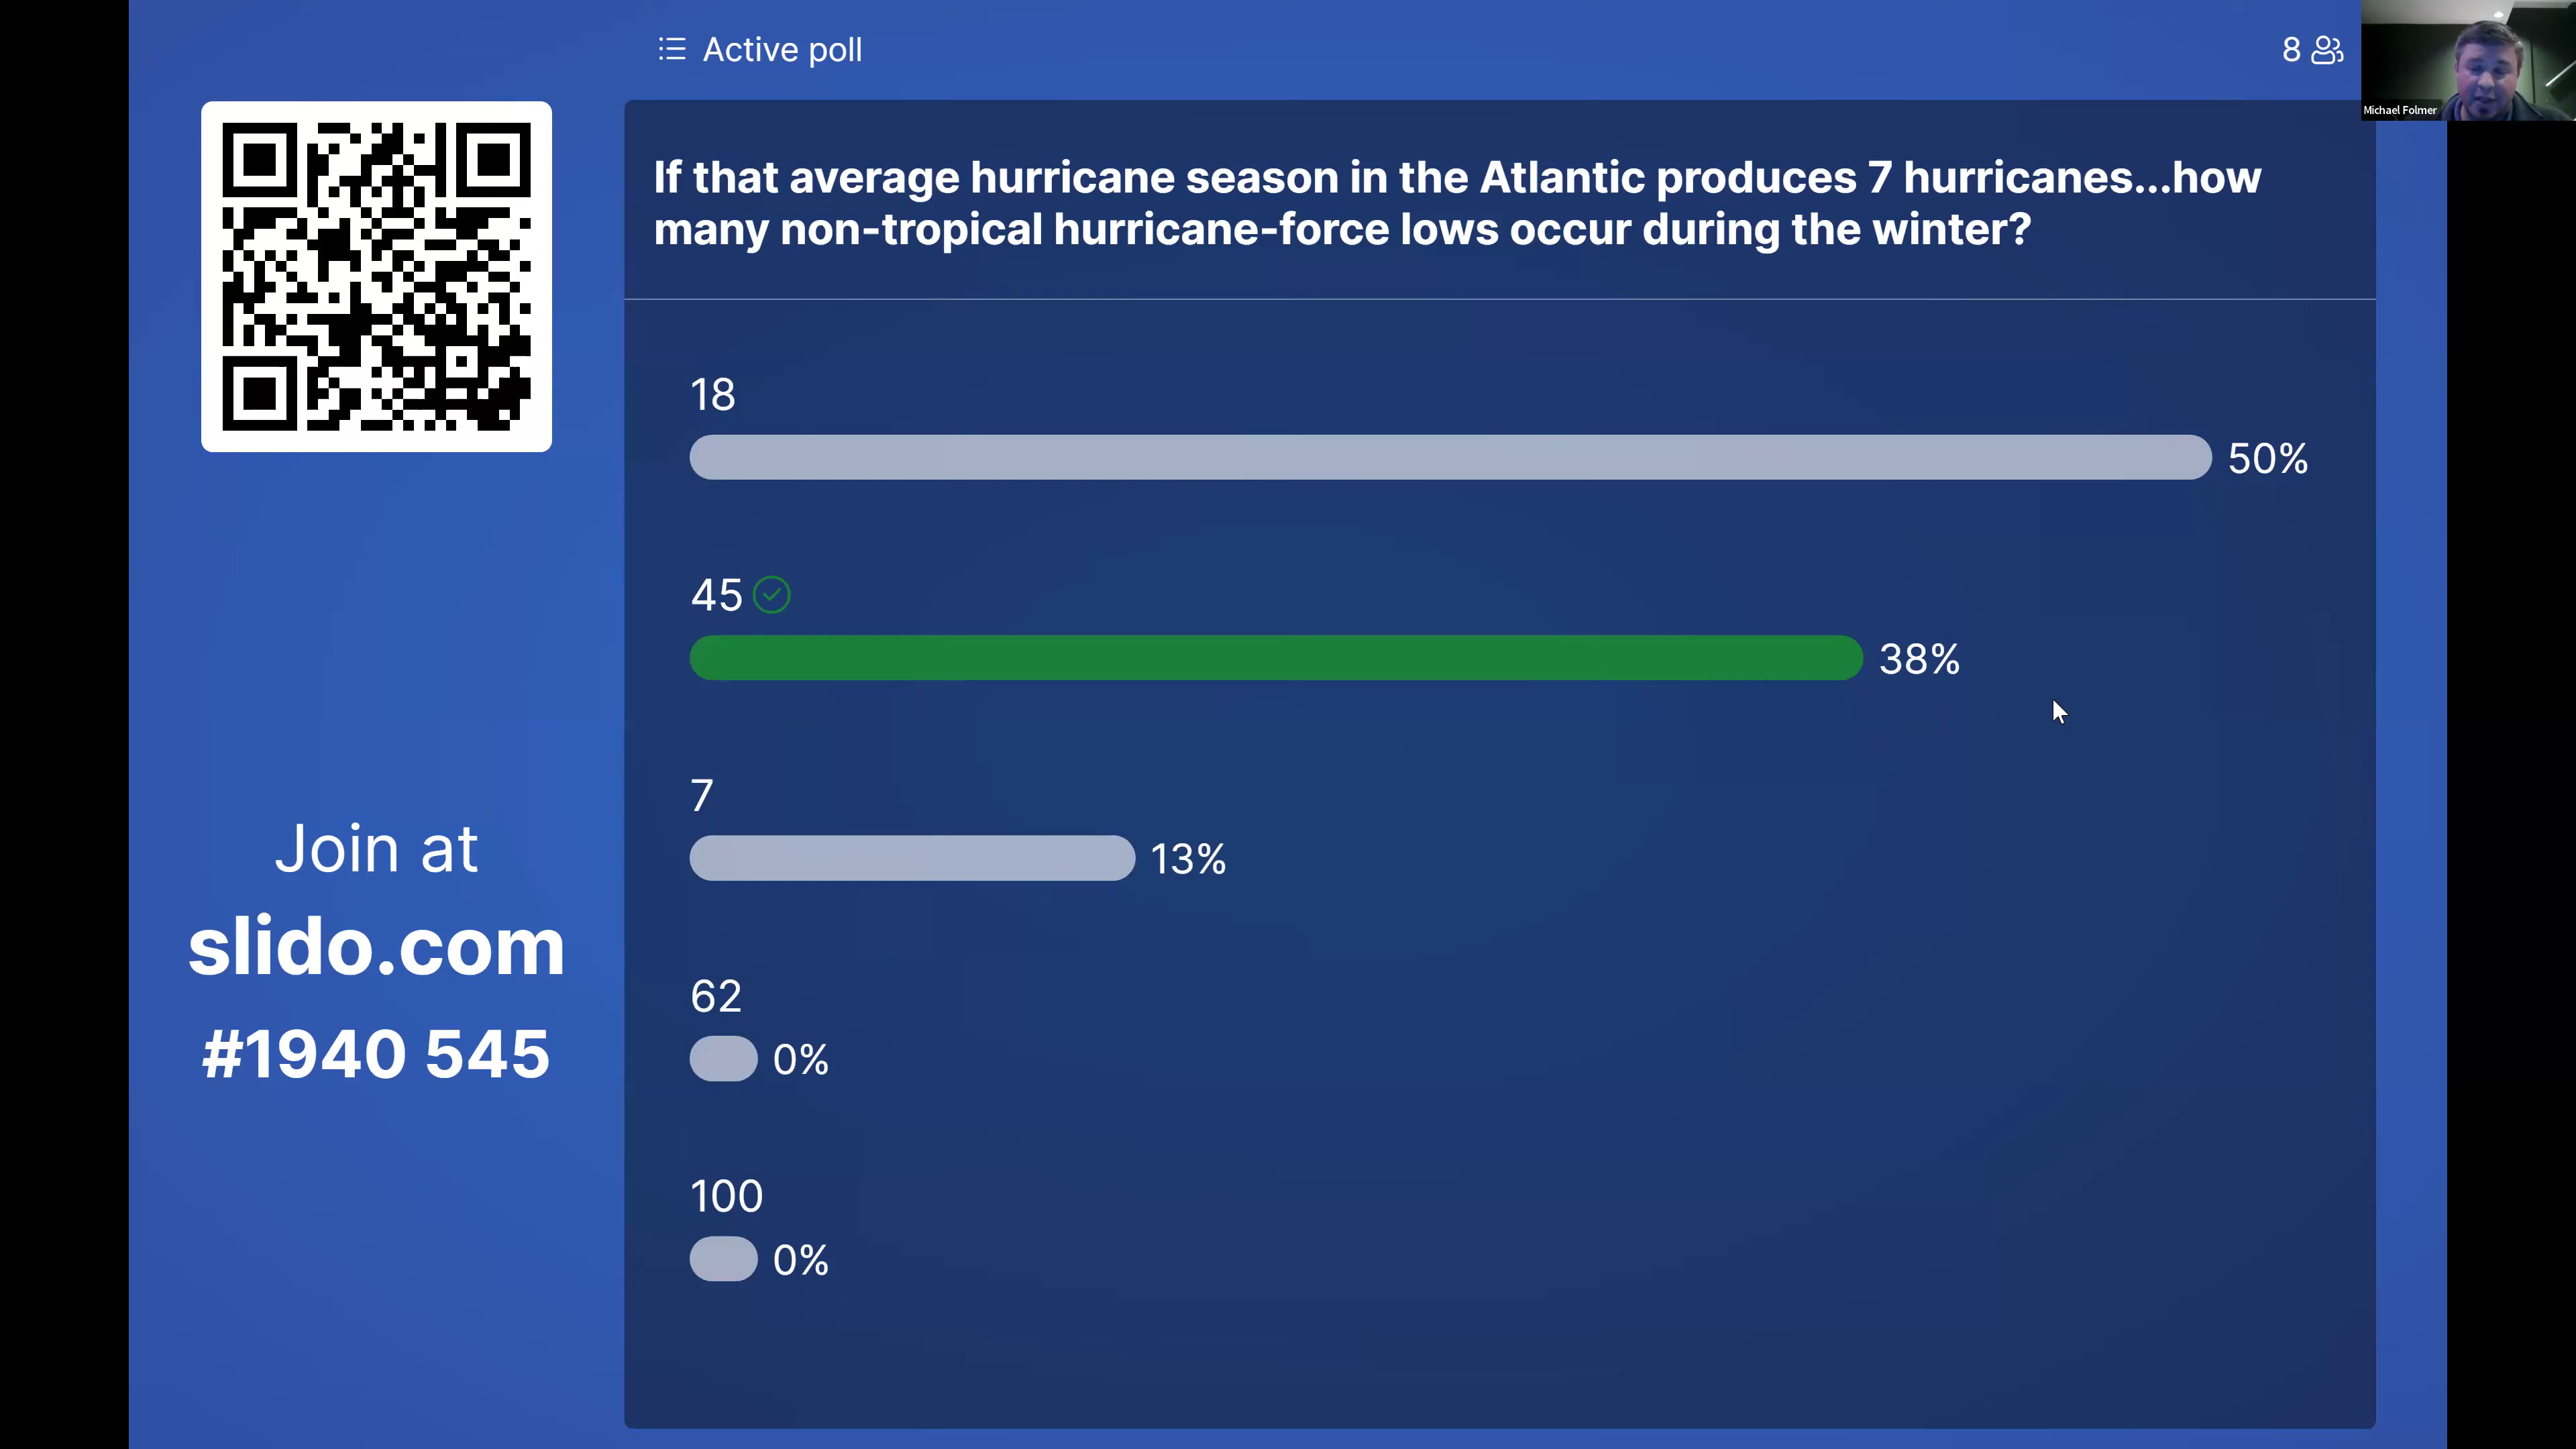 Active poll
8
Michael Folmer
If that average hurricane season in the Atlantic produces 7 hurricanes...how
many non-tropical hurricane-force lows occur during the winter?
18
50%
45
38%
7
13%
62
0%
100
0%
Join at
slido.com
#1940 545